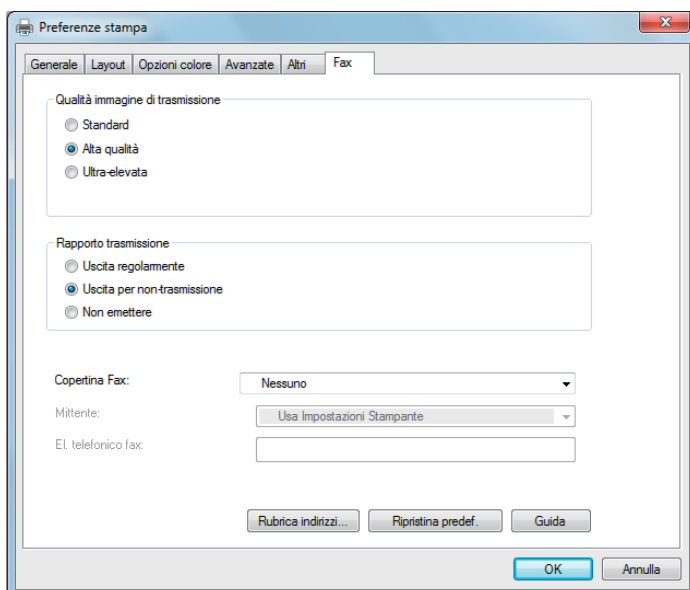 Preferenze stampa
Generale Layout Opzioni colore Avanzate Altri Fax
Qualità immagine di trasmissione
Standard
Alta qualità
Ultra-elevata
Rapporto trasmissione
Uscita regolarmente
Uscita per non-trasmissione
Non emettere
Copertina Fax: Nessuno
Mittente: Usa Impostazioni Stampante
El. telefonico fax:
Rubrica indirizzi... Ripristina predef. Guida
OK Annulla